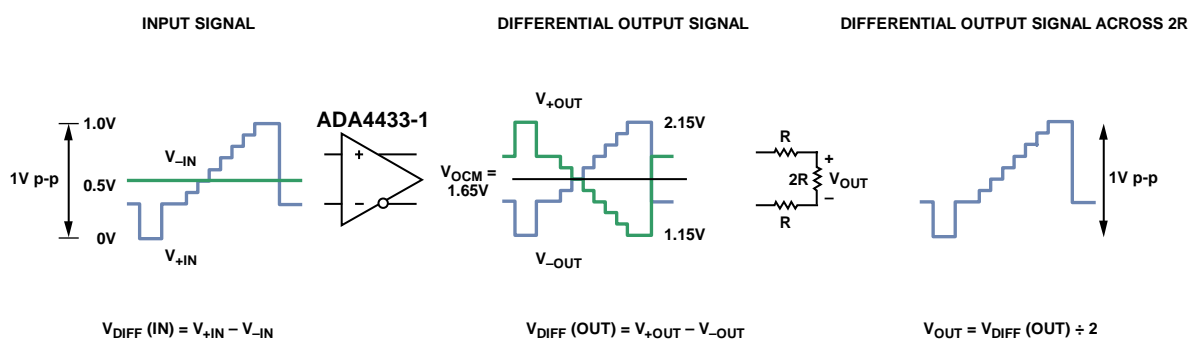 INPUT SIGNAL
DIFFERENTIAL OUTPUT SIGNAL
DIFFERENTIAL OUTPUT SIGNAL ACROSS 2R
1.0V
0.5V
0V
1V p-p
V–IN
V+IN
ADA4433-1
+
–
V+OUT
2.15V
VOCM =
1.65V
1.15V
V–OUT
R
+
2R
VOUT
–
R
1V p-p
VDIFF (IN) = V+IN – V–IN
VDIFF (OUT) = V+OUT – V–OUT
VOUT = VDIFF (OUT) ÷ 2